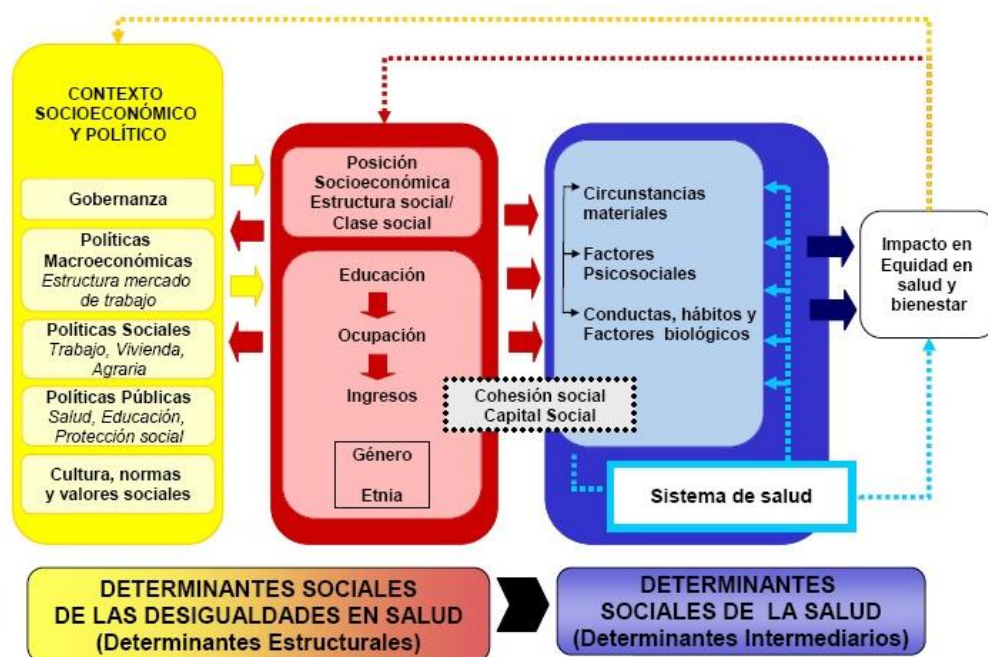 CONTEXTO
SOCIOECONÓMICO
Y POLÍTICO
Gobernanza
Políticas
Macroeconómicas
Estructura mercado
de trabajo
Políticas Sociales
Trabajo, Vivienda,
Agraria
Políticas Públicas
Salud, Educación,
Protección social
Cultura, normas
y valores sociales
Posición
Socioeconómica
Estructura social/
Clase social
Educación
Ocupación
Ingresos
Género
Etnia
Cohesión social
Capital Social
Circunstancias
materiales
Factores
Psicosociales
Conductas, hábitos y
Factores biológicos
Sistema de salud
Impacto en
Equidad en
salud y
bienestar
DETERMINANTES SOCIALES
DE LAS DESIGUALDADES EN SALUD
(Determinantes Estructurales)
DETERMINANTES
SOCIALES DE LA SALUD
(Determinantes Intermediarios)